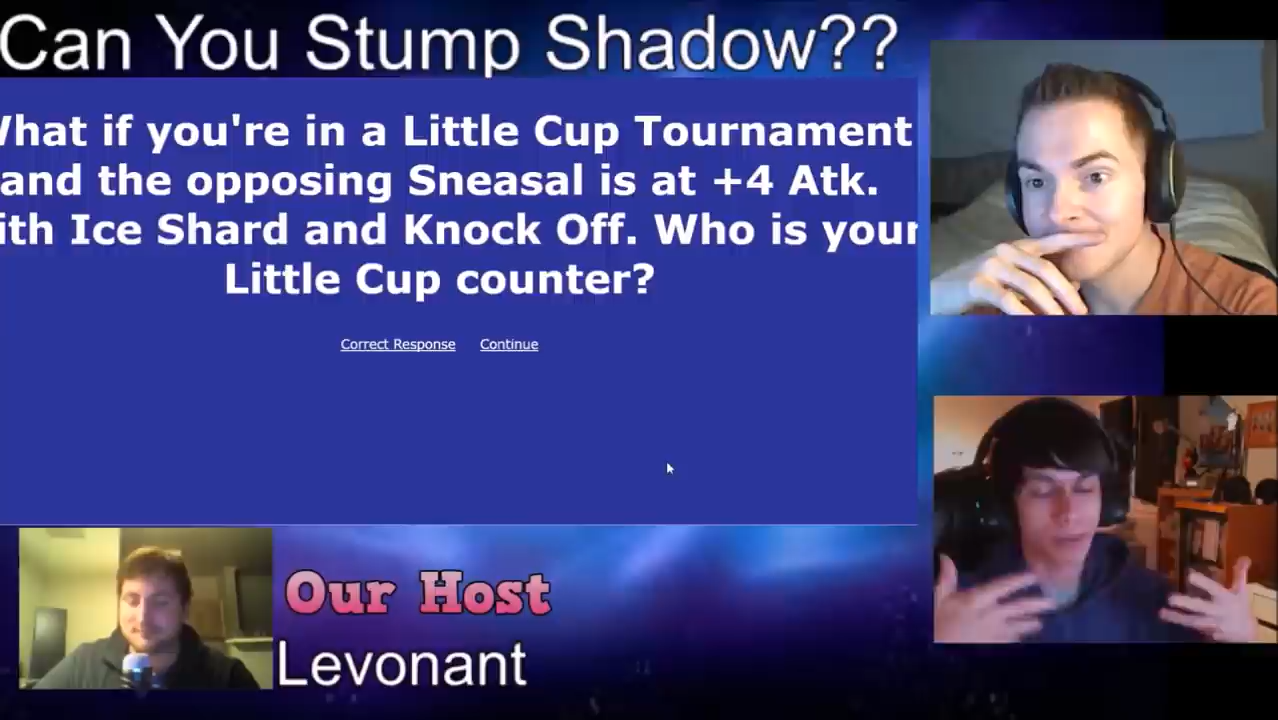 Can You Stump Shadow??
What if you're in a Little Cup Tournament
and the opposing Sneasal is at +4 Atk.
ith Ice Shard and Knock Off. Who is your
Little Cup counter?
Correct Response Continue
Our Host
Levonant